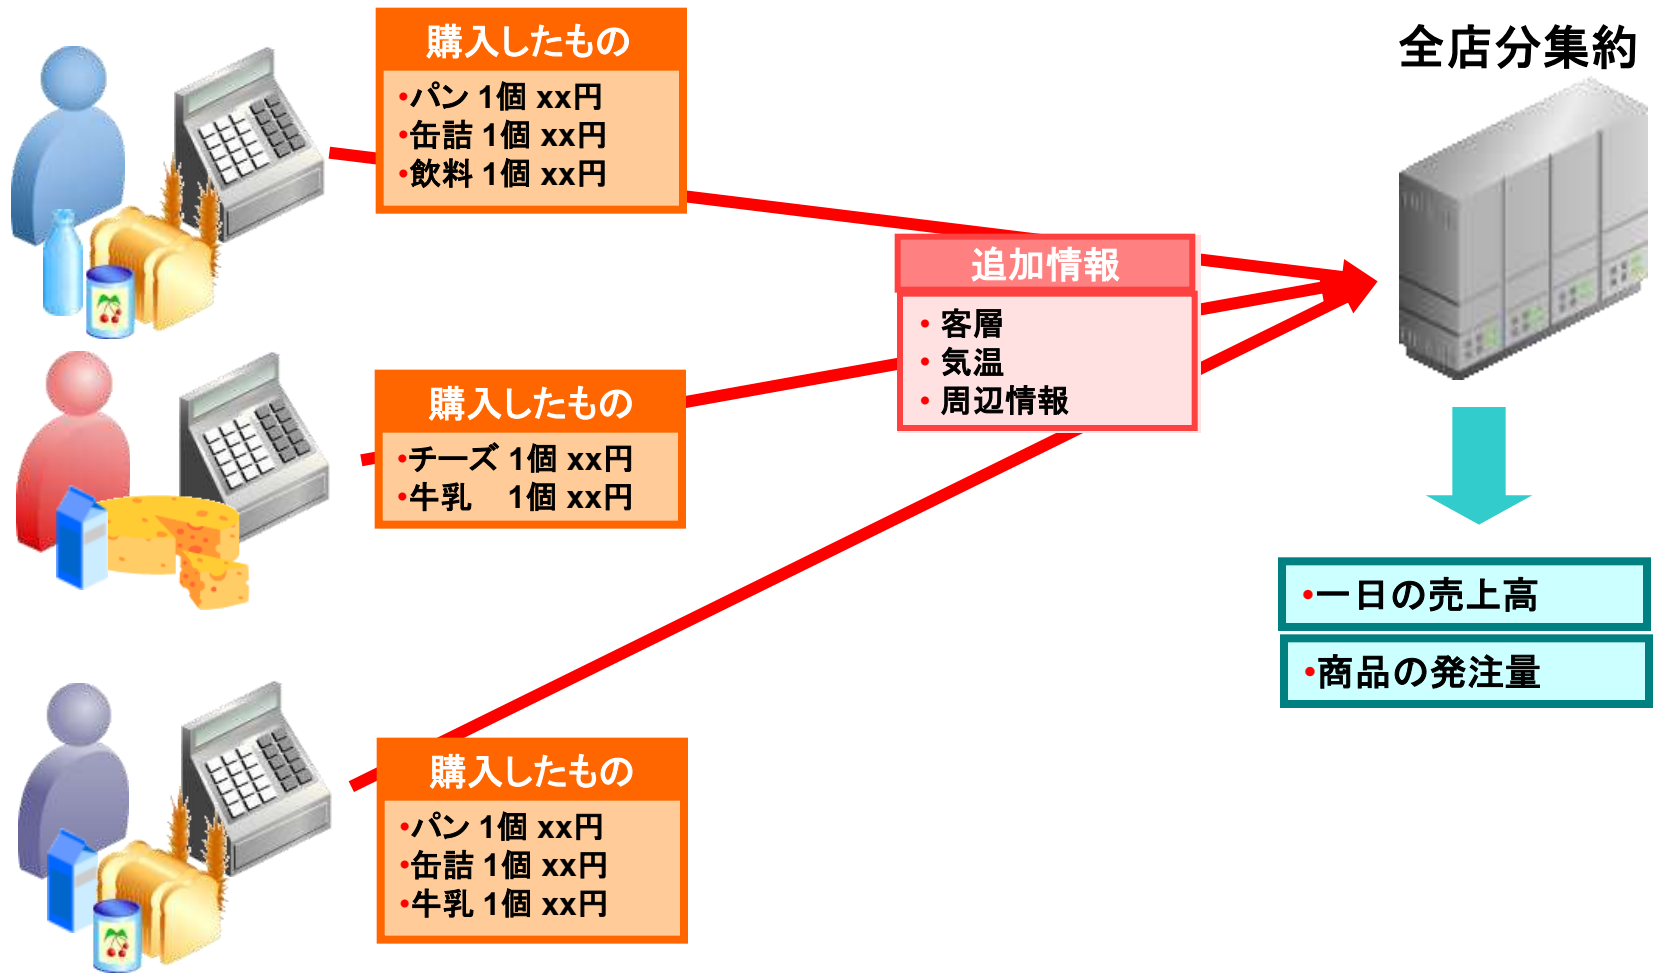 購入したもの
•パン 1個 xx円
•缶詰 1個 xx円
•飲料 1個 xx円
全店分集約
追加情報
• 客層
• 気温
• 周辺情報
購入したもの
•チーズ 1個 xx円
•牛乳　1個 xx円
•一日の売上高
•商品の発注量
購入したもの
•パン 1個 xx円
•缶詰 1個 xx円
•牛乳 1個 xx円